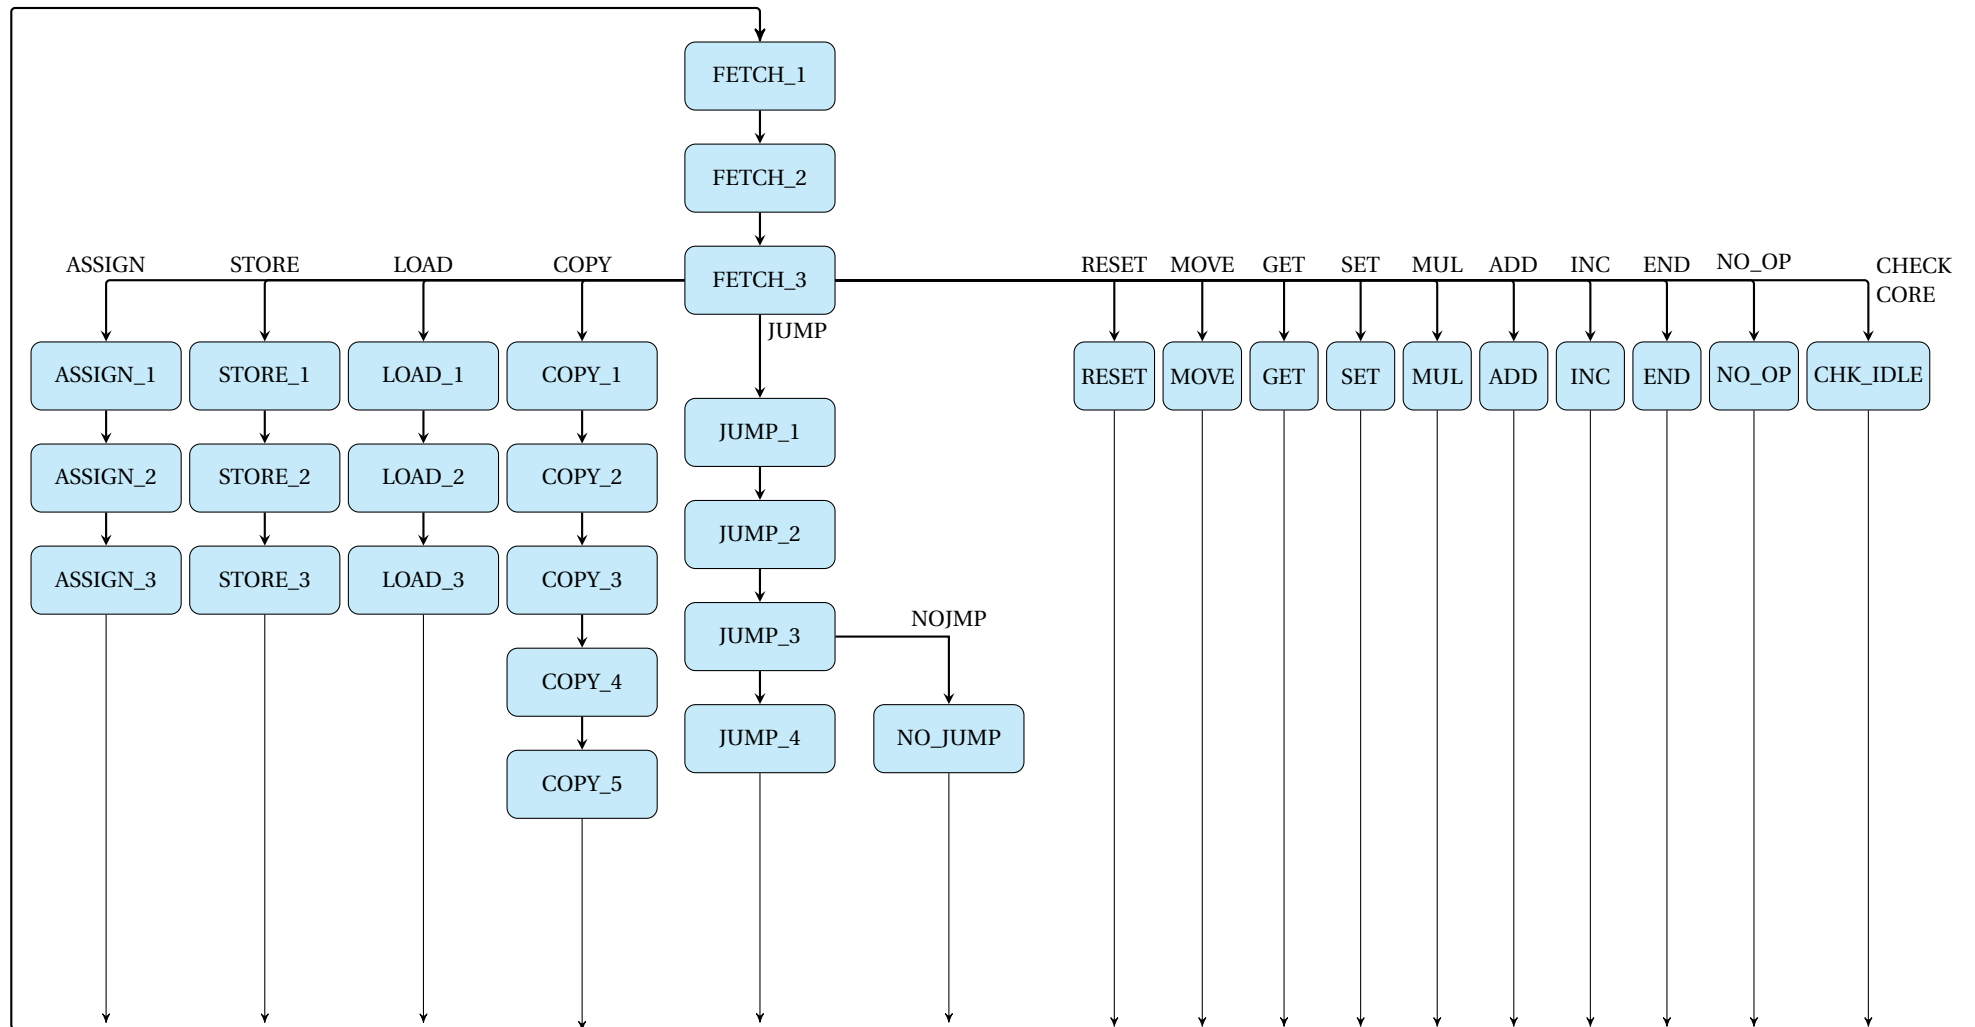 FETCH_1
FETCH_2
FETCH_3
ASSIGN STORE LOAD COPY
RESET MOVE GET SET MUL ADD INC END NO_OP CHECK
CORE
JUMP
ASSIGN_1 STORE_1 LOAD_1 COPY_1
RESET MOVE GET SET MUL ADD INC END NO_OP CHK_IDLE
JUMP_1
ASSIGN_2 STORE_2 LOAD_2 COPY_2
JUMP_2
ASSIGN_3 STORE_3 LOAD_3 COPY_3
NOJMP
JUMP_3
COPY_4
JUMP_4 NO_JUMP
COPY_5